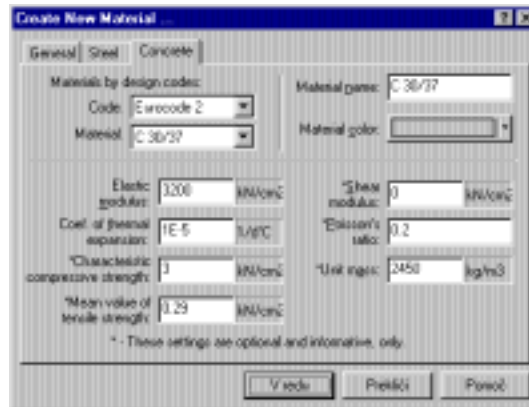 Create New Material ...
General Steel Concrete
Materials by design codes:
Code: Eurocode 2
Material: C 30/37
Material name: C 30/37
Material color:
Elastic modulus: 3200 kN/cm2
*Shear modulus: 0 kN/cm2
Coef. of thermal expansion: 1E-5 1/d°C
*Poisson's ratio: 0.2
*Characteristic compressive strength: 3 kN/cm2
*Unit mass: 2450 kg/m3
*Mean value of tensile strength: 0.29 kN/cm2
* - These settings are optional and informative, only.
V redu Prekliči Pomoč